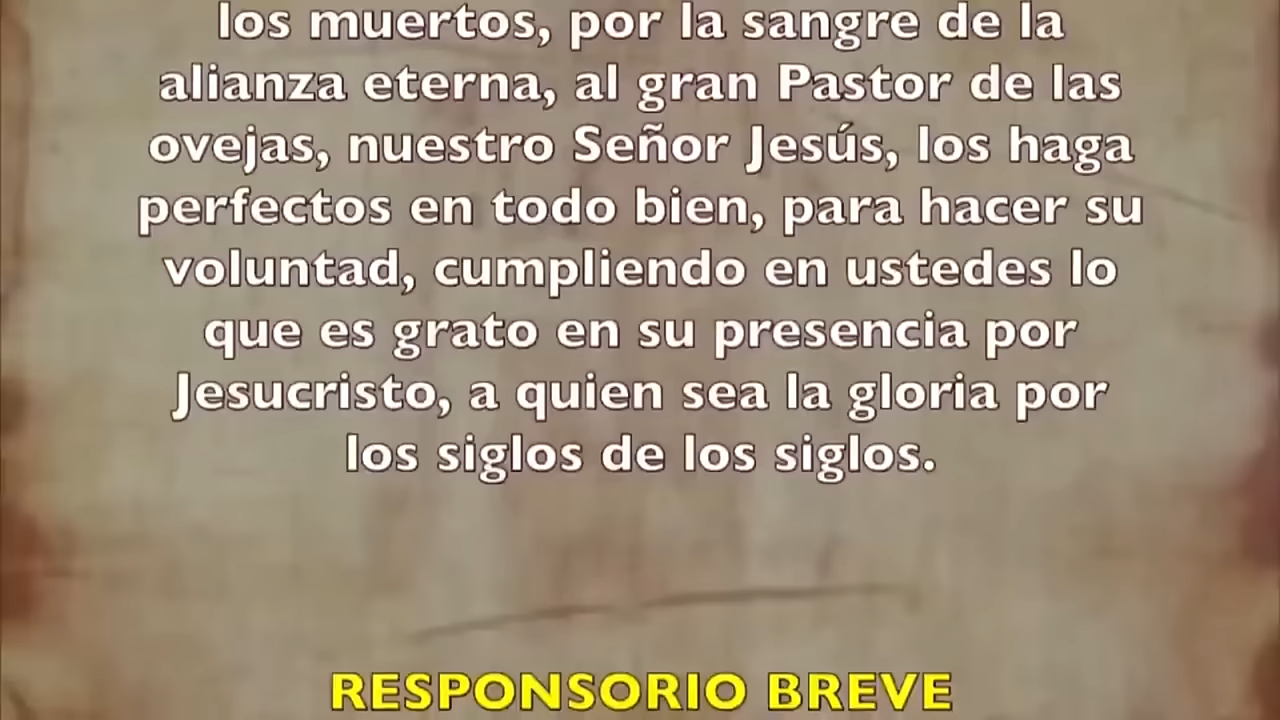 los muertos, por la sangre de la
alianza eterna, al gran Pastor de las
ovejas, nuestro Señor Jesús, los haga
perfectos en todo bien, para hacer su
voluntad, cumpliendo en ustedes lo
que es grato en su presencia por
Jesucristo, a quien sea la gloria por
los siglos de los siglos.
RESPONSORIO BREVE